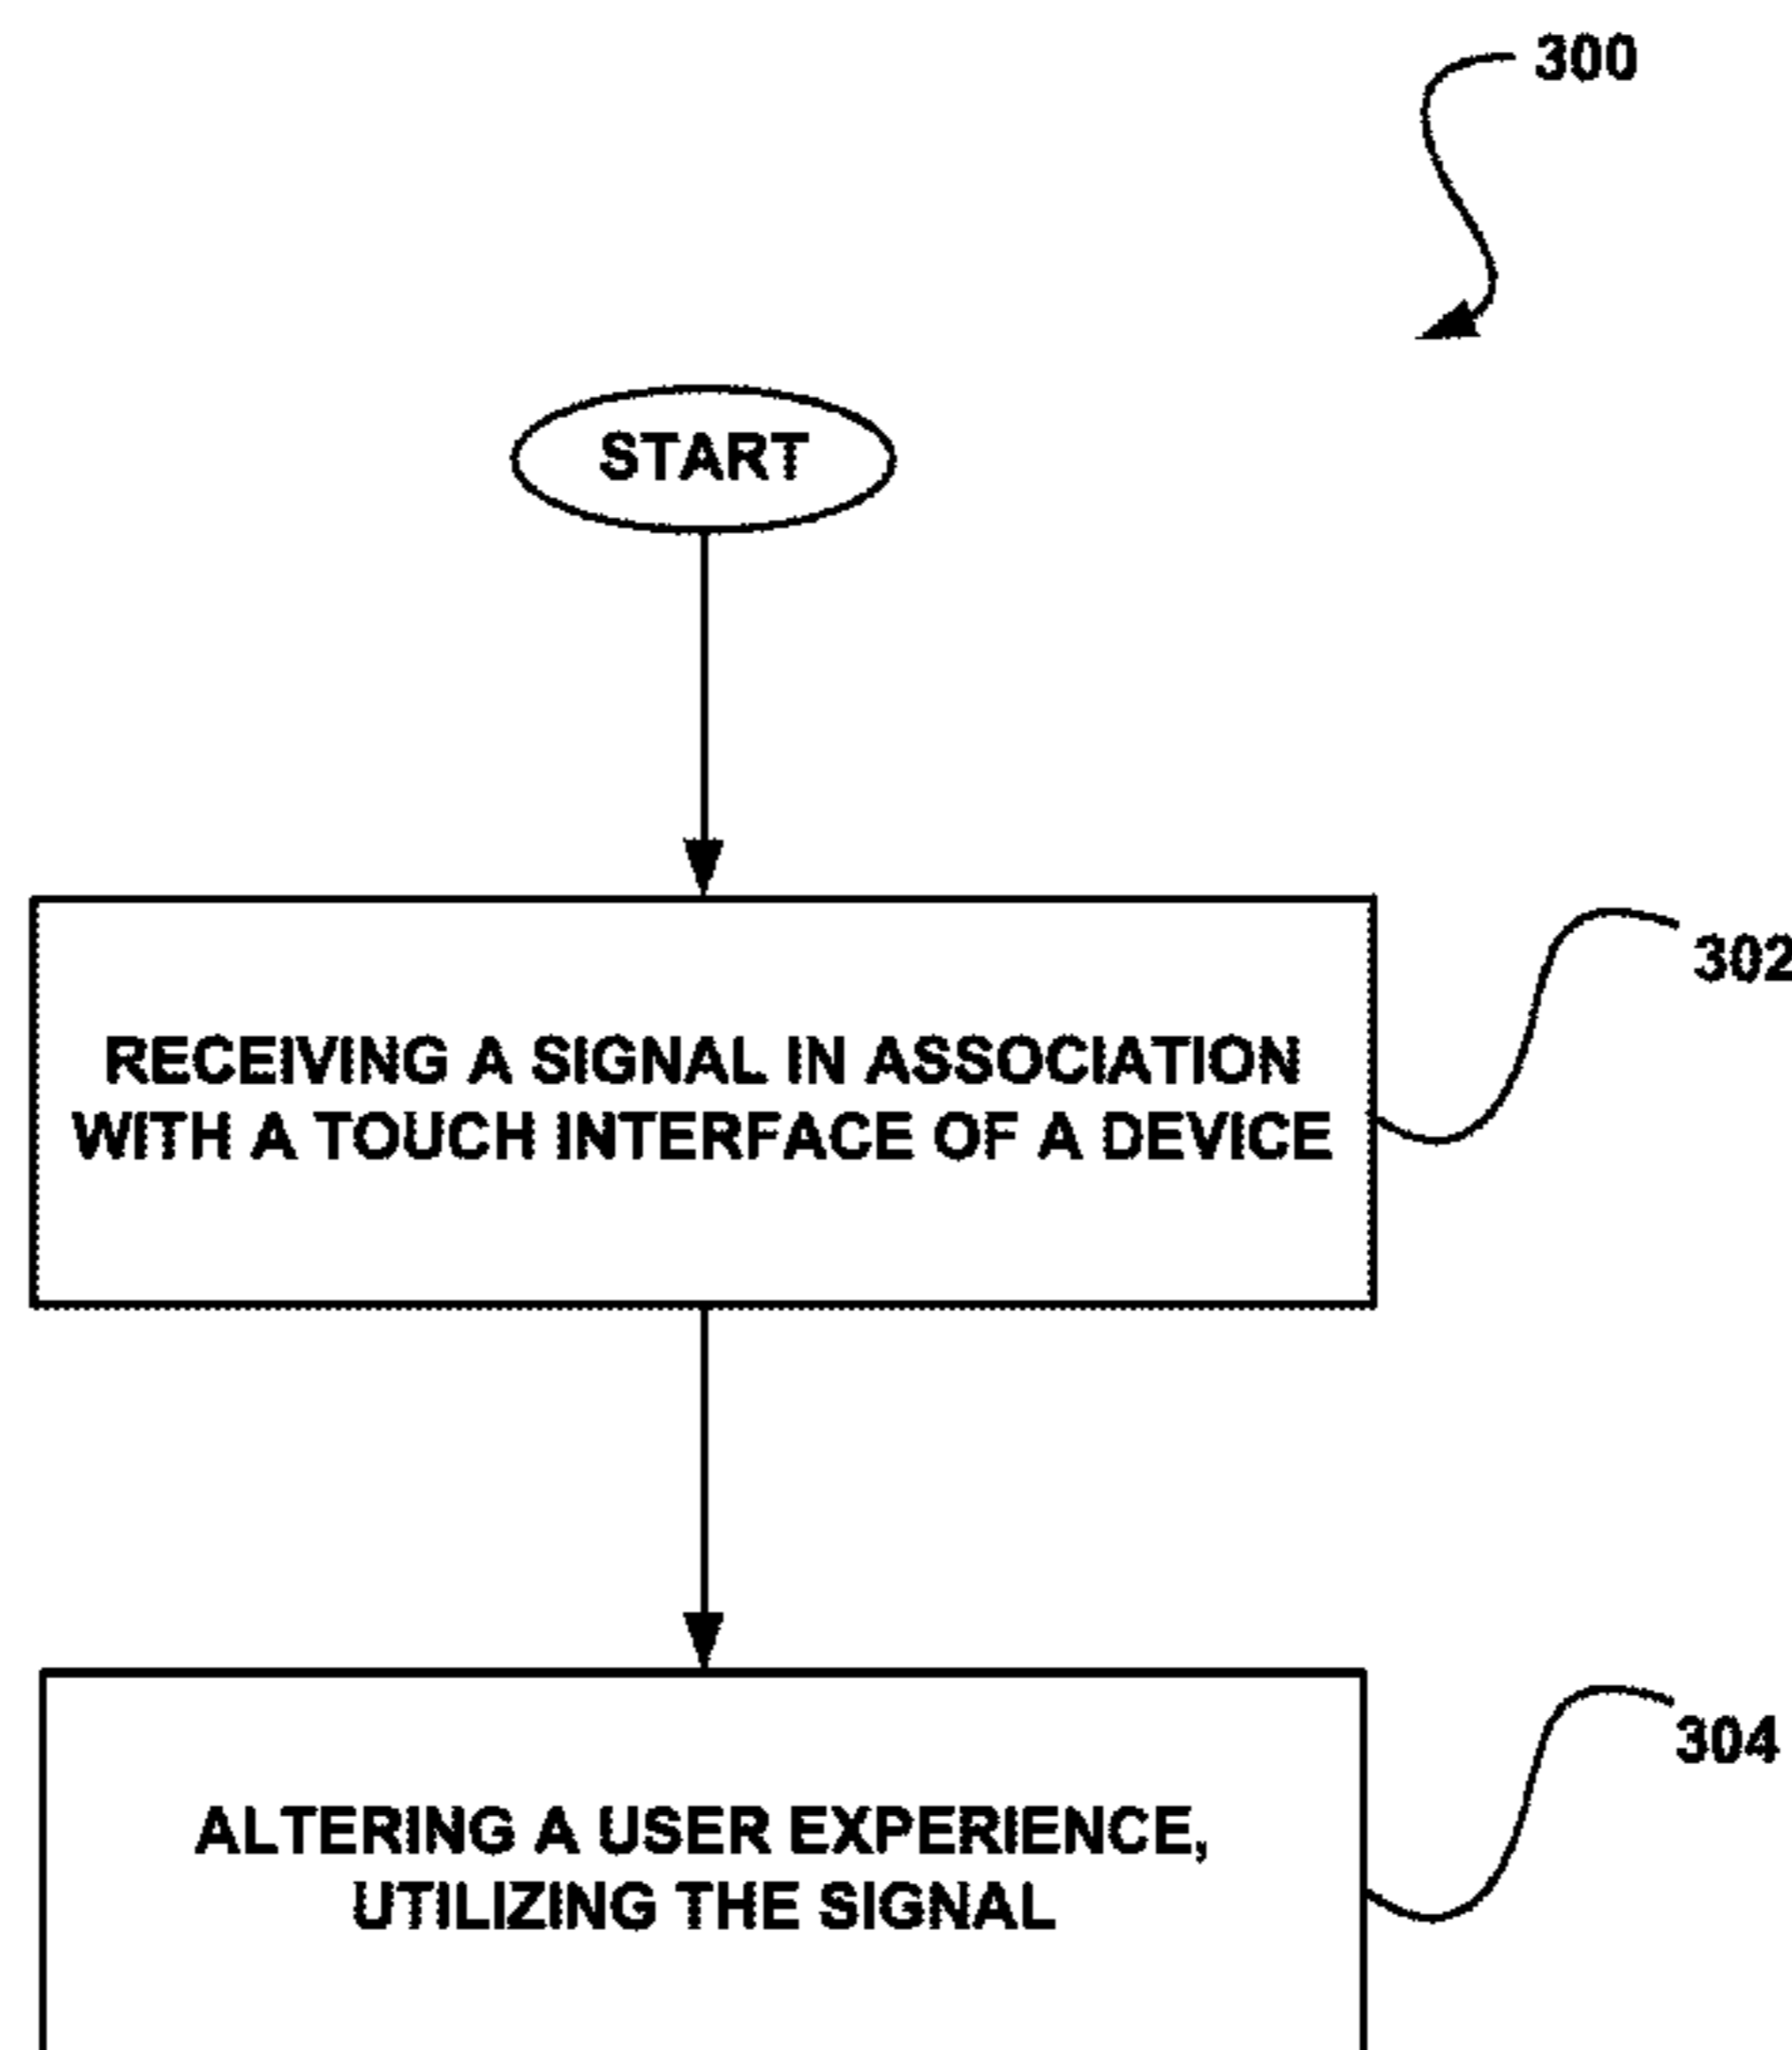 300
START
302
RECEIVING A SIGNAL IN ASSOCIATION
WITH A TOUCH INTERFACE OF A DEVICE
304
ALTERING A USER EXPERIENCE,
UTILIZING THE SIGNAL